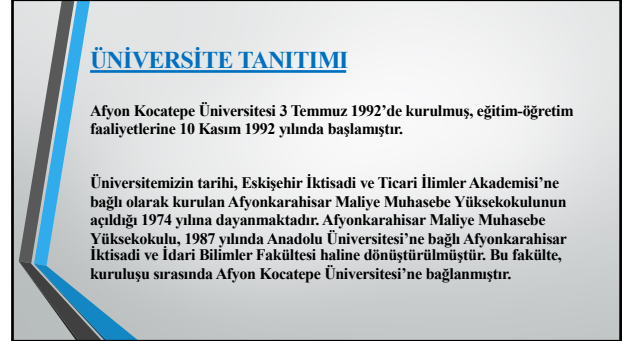 ÜNİVERSİTE TANITIMI
Afyon Kocatepe Üniversitesi 3 Temmuz 1992’de kurulmuş, eğitim-öğretim
faaliyetlerine 10 Kasım 1992 yılında başlamıştır.
Üniversitemizin tarihi, Eskişehir İktisadi ve Ticari İlimler Akademisi’ne
bağlı olarak kurulan Afyonkarahisar Maliye Muhasebe Yüksekokulunun
açıldığı 1974 yılına dayanmaktadır. Afyonkarahisar Maliye Muhasebe
Yüksekokulu, 1987 yılında Anadolu Üniversitesi’ne bağlı Afyonkarahisar
İktisadi ve İdari Bilimler Fakültesi haline dönüştürülmüştür. Bu fakülte,
kuruluşu sırasında Afyon Kocatepe Üniversitesi’ne bağlanmıştır.